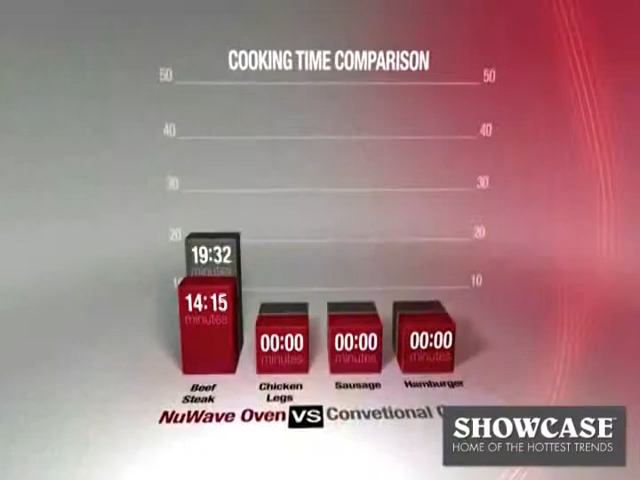 COOKING TIME COMPARISON
50 50
40 40
30 30
20 20
10
19:32
minutes
14:15
minutes
00:00 00:00 00:00
minutes minutes minutes
Beef Steak Chicken Legs Sausage Hamburger
NuWave Oven VS Convetional
SHOWCASE
HOME OF THE HOTTEST TRENDS